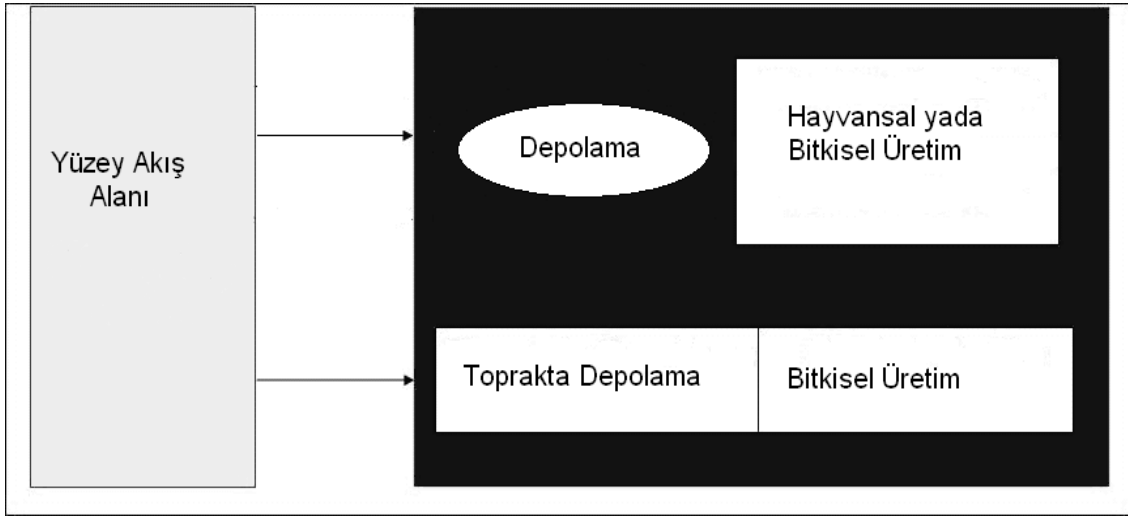 Yüzey Akış
Alanı
Depolama
Hayvansal yada
Bitkisel Üretim
Toprakta Depolama
Bitkisel Üretim